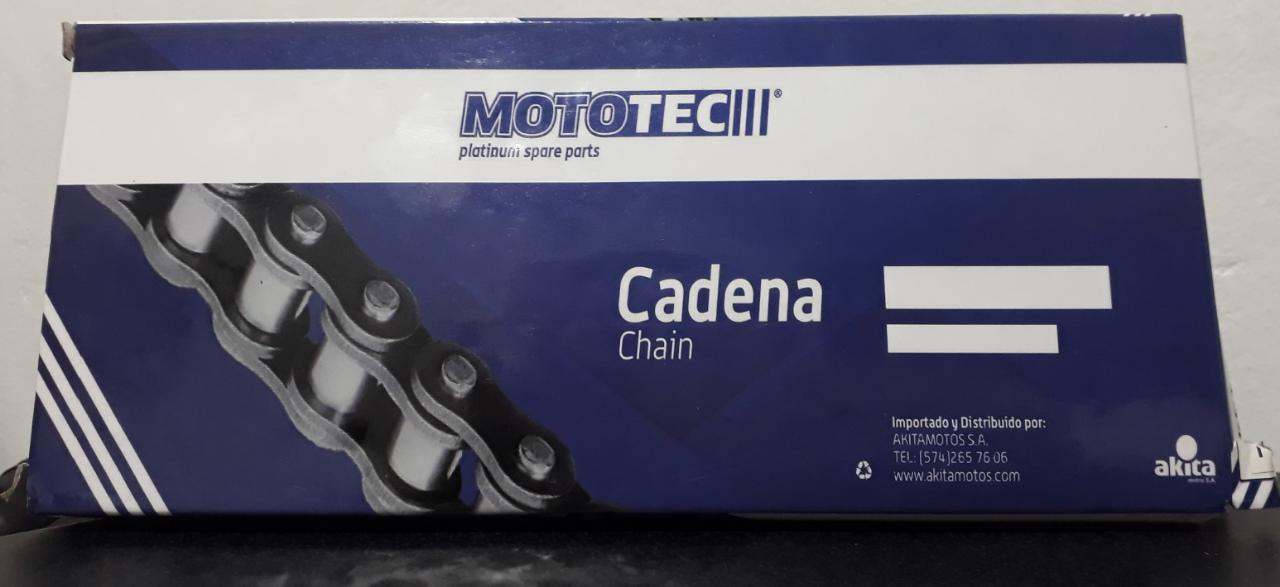 MOTOTEC®
platinum spare parts
Cadena
Chain
Importado y Distribuido por:
AKITAMOTOS S.A.
TEL: (574)265 76 06
www.akitamotos.com
akita
motos S.A.